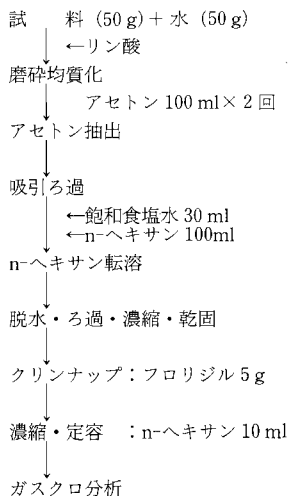 試　料 (50 g) + 水 (50 g)
←リン酸
磨砕均質化
アセトン 100 ml×2回
アセトン抽出
吸引ろ過
←飽和食塩水 30 ml
←n-ヘキサン 100ml
n-ヘキサン転溶
脱水・ろ過・濃縮・乾固
クリンナップ：フロリジル 5 g
濃縮・定容　：n-ヘキサン 10 ml
ガスクロ分析